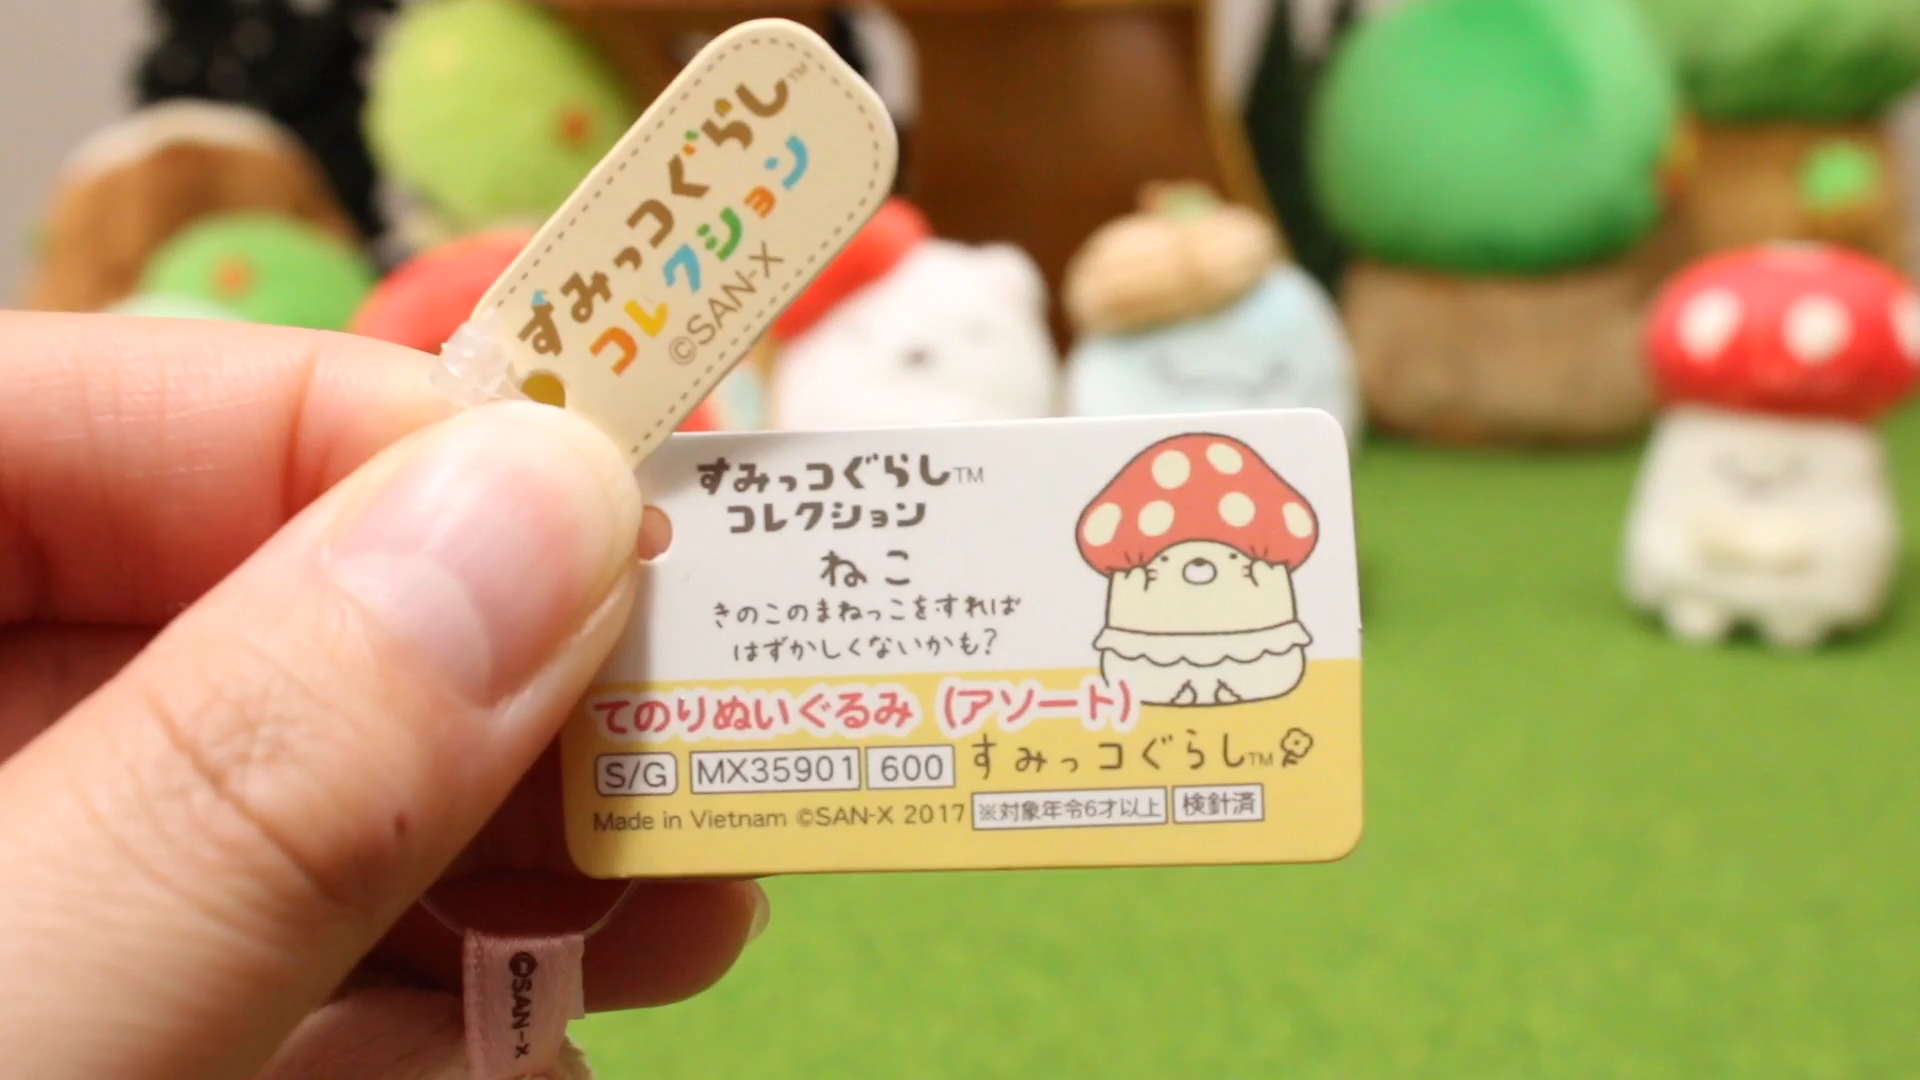 すみっコぐらし™
コレクション
©SAN-X
すみっコぐらし™
コレクション
ねこ
きのこのまねっこをすれば
はずかしくないかも?
てのりぬいぐるみ (アソート)
S/G MX35901 600 すみっコぐらし™
Made in Vietnam ©SAN-X 2017 ※対象年令6才以上 検針済
©SAN-X